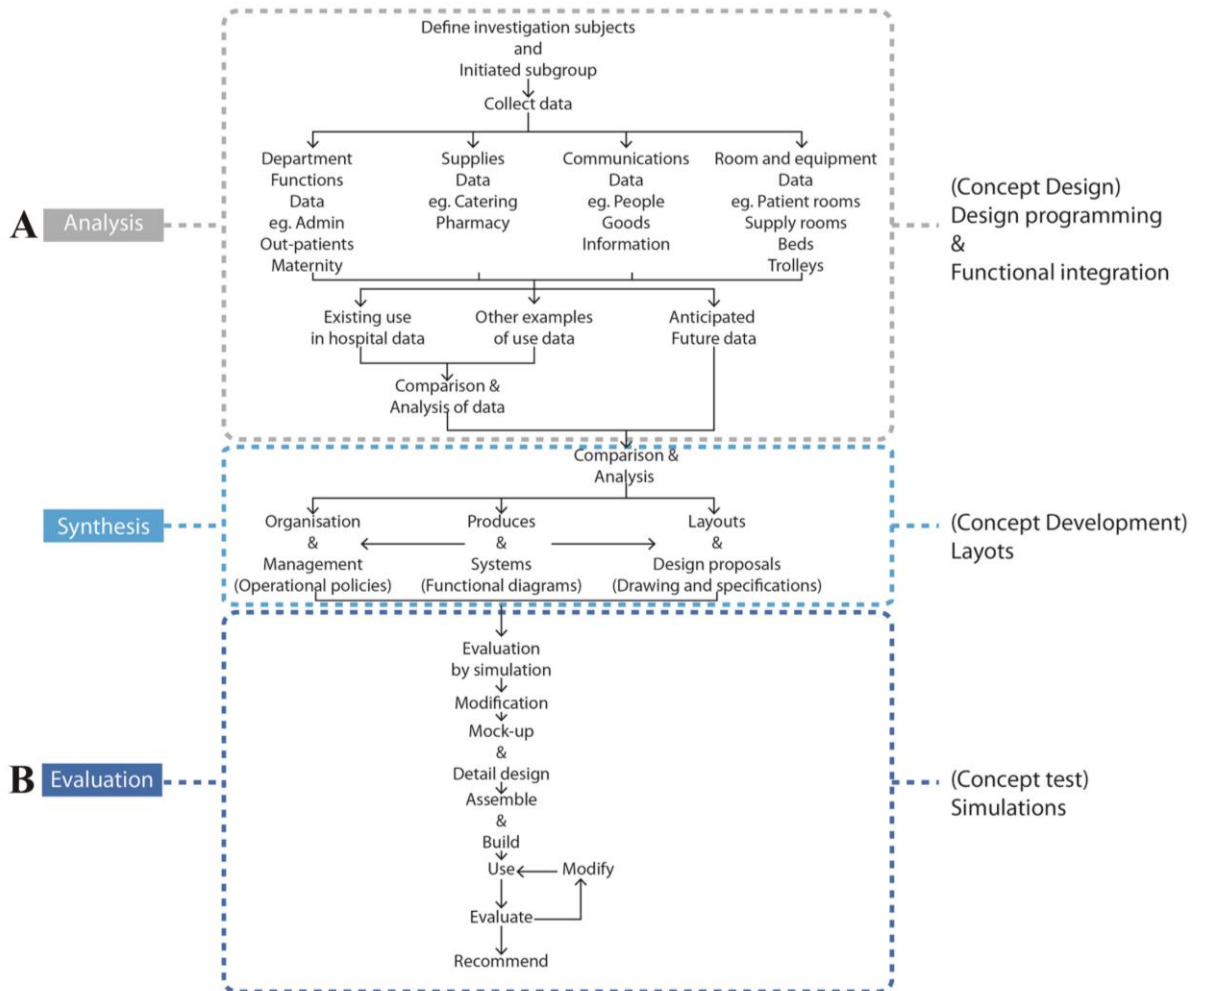 Define investigation subjects
and
Initiated subgroup
Collect data
Department
Functions
Data
eg. Admin
Out-patients
Maternity
Supplies
Data
eg. Catering
Pharmacy
Communications
Data
eg. People
Goods
Information
Room and equipment
Data
eg. Patient rooms
Supply rooms
Beds
Trolleys
A
Analysis
(Concept Design)
Design programming
&
Functional integration
Existing use
in hospital data
Other examples
of use data
Anticipated
Future data
Comparison &
Analysis of data
Comparison &
Analysis
Synthesis
Organisation
&
Management
(Operational policies)
Produces
&
Systems
(Functional diagrams)
Layouts
&
Design proposals
(Drawing and specifications)
(Concept Development)
Layots
Evaluation
by simulation
Modification
Mock-up
&
Detail design
Assemble
&
Build
Use
Modify
Evaluate
Recommend
B
Evaluation
(Concept test)
Simulations